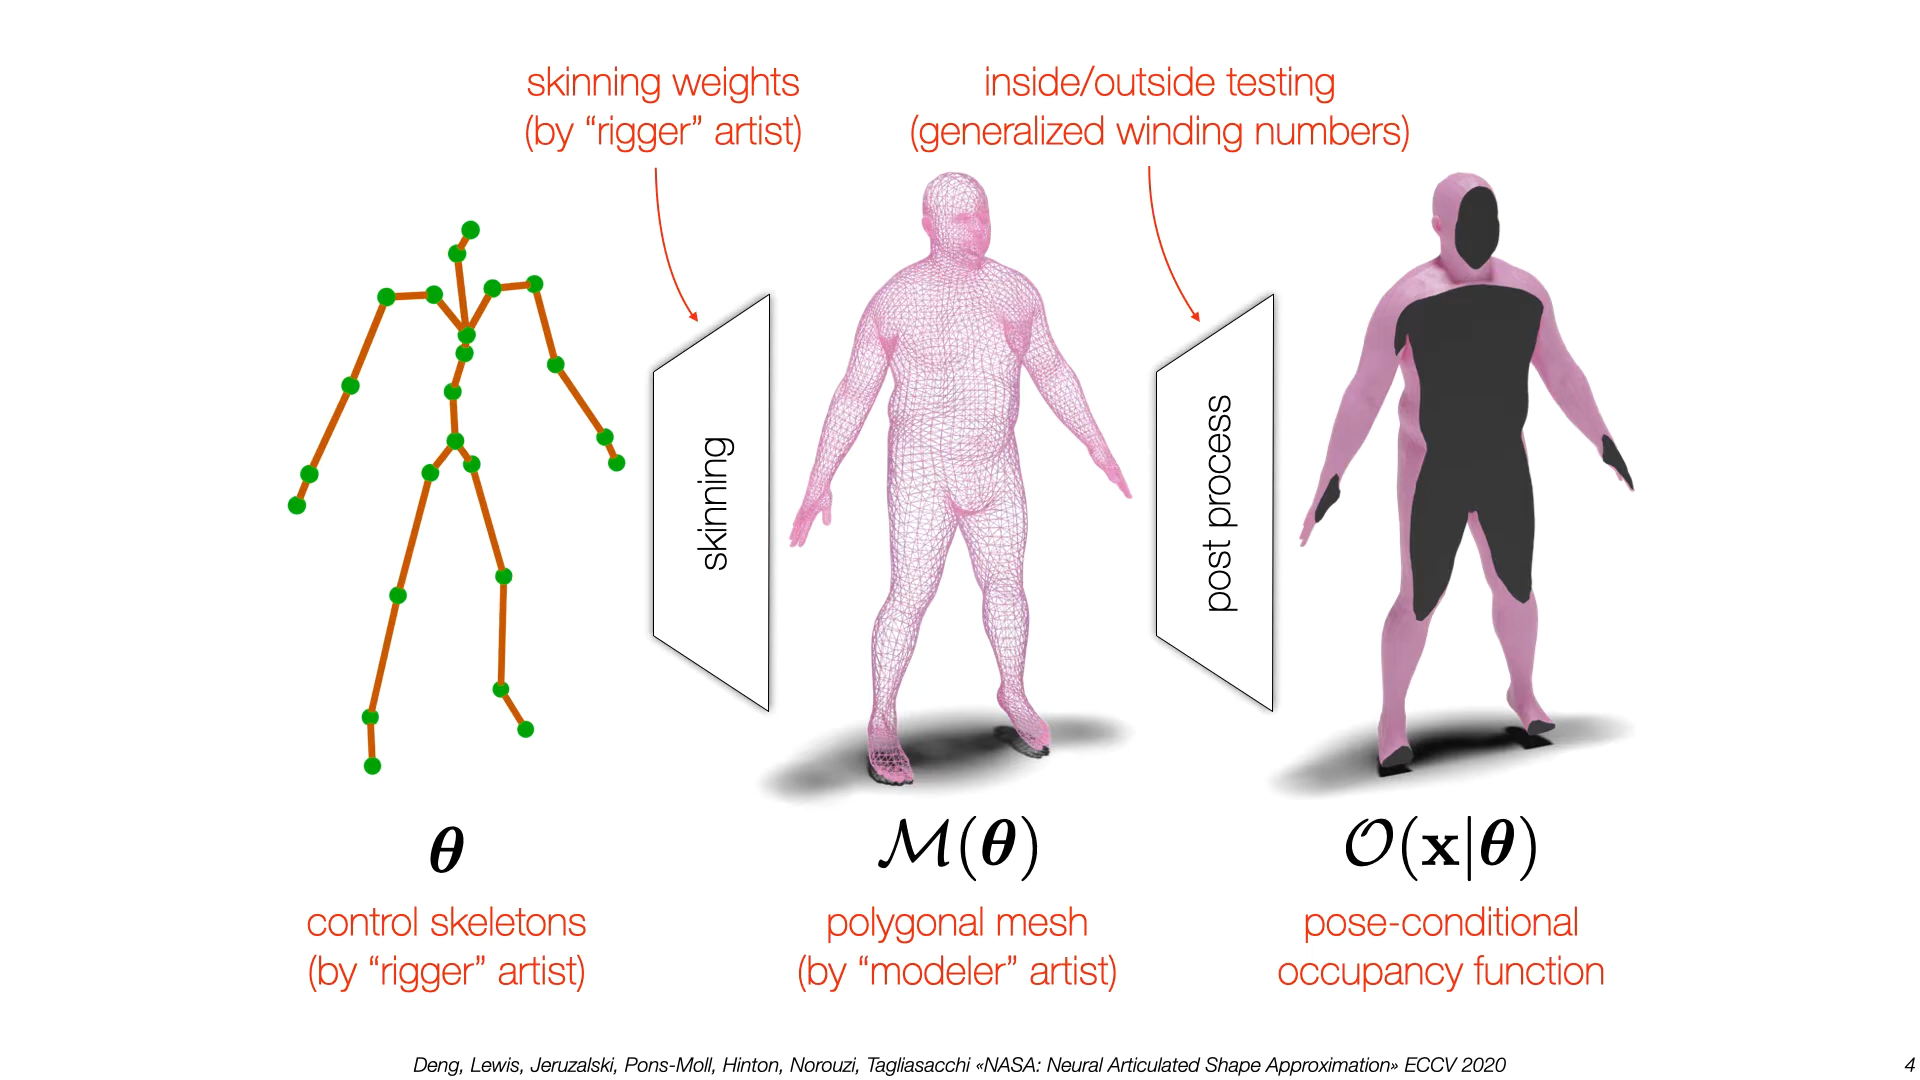 skinning weights
(by “rigger” artist)
inside/outside testing
(generalized winding numbers)
skinning
post process
θ
M(θ)
O(x|θ)
control skeletons
(by “rigger” artist)
polygonal mesh
(by “modeler” artist)
pose-conditional
occupancy function
Deng, Lewis, Jeruzalski, Pons-Moll, Hinton, Norouzi, Tagliasacchi «NASA: Neural Articulated Shape Approximation» ECCV 2020
4